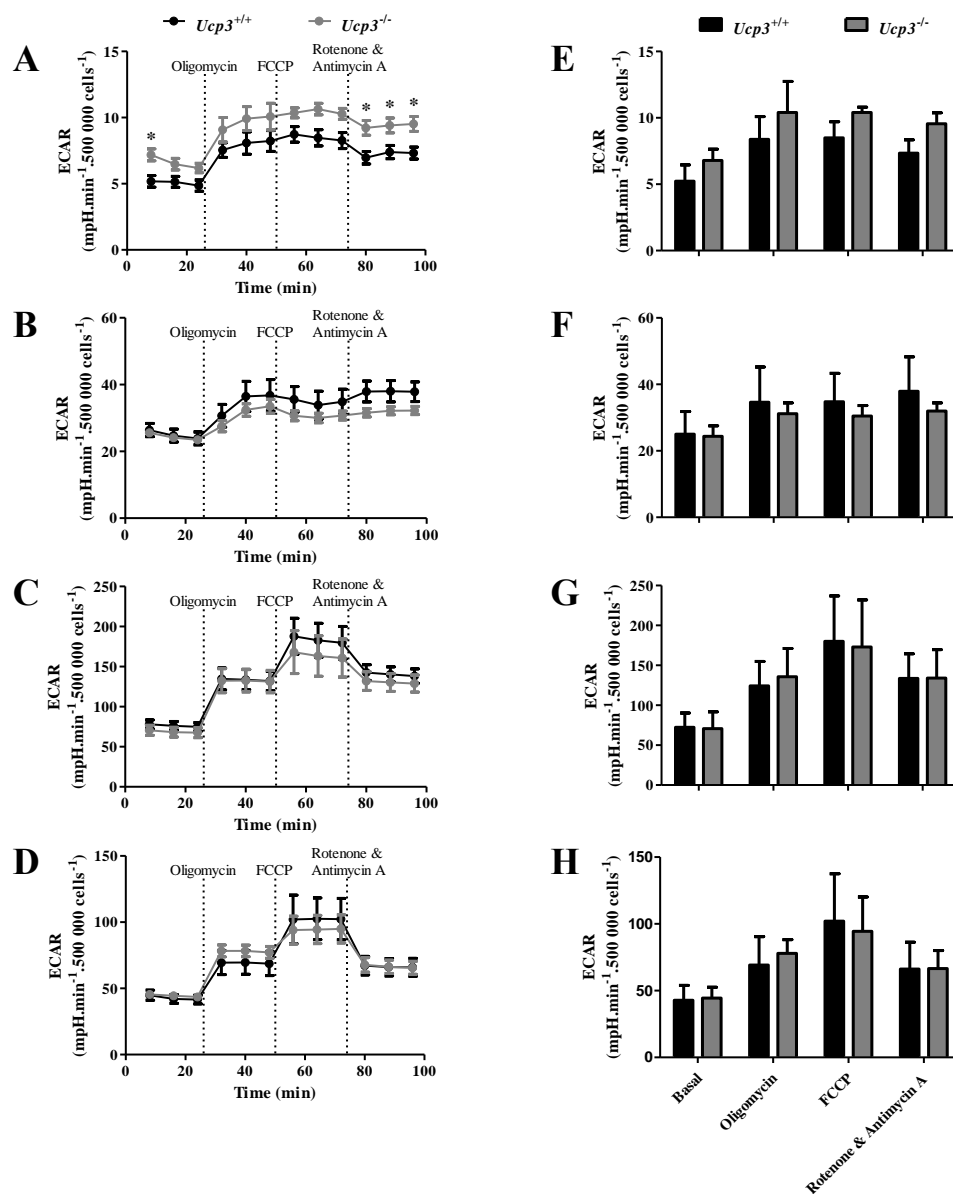 Ucp3+/+ Ucp3-/-
A
Oligomycin FCCP Rotenone & Antimycin A
ECAR
(mpH.min-1.500 000 cells-1)
15
10
5
0
* * * *
0 20 40 60 80 100
Time (min)
B
Oligomycin FCCP Rotenone & Antimycin A
ECAR
(mpH.min-1.500 000 cells-1)
60
40
20
0
0 20 40 60 80 100
Time (min)
C
Oligomycin FCCP Rotenone & Antimycin A
ECAR
(mpH.min-1.500 000 cells-1)
250
200
150
100
50
0
0 20 40 60 80 100
Time (min)
D
Oligomycin FCCP Rotenone & Antimycin A
ECAR
(mpH.min-1.500 000 cells-1)
150
100
50
0
0 20 40 60 80 100
Time (min)
Ucp3+/+ Ucp3-/-
E
ECAR
(mpH.min-1.500 000 cells-1)
15
10
5
0
F
ECAR
(mpH.min-1.500 000 cells-1)
60
40
20
0
G
ECAR
(mpH.min-1.500 000 cells-1)
250
200
150
100
50
0
H
ECAR
(mpH.min-1.500 000 cells-1)
150
100
50
0
Basal
Oligomycin
FCCP
Rotenone & Antimycin A